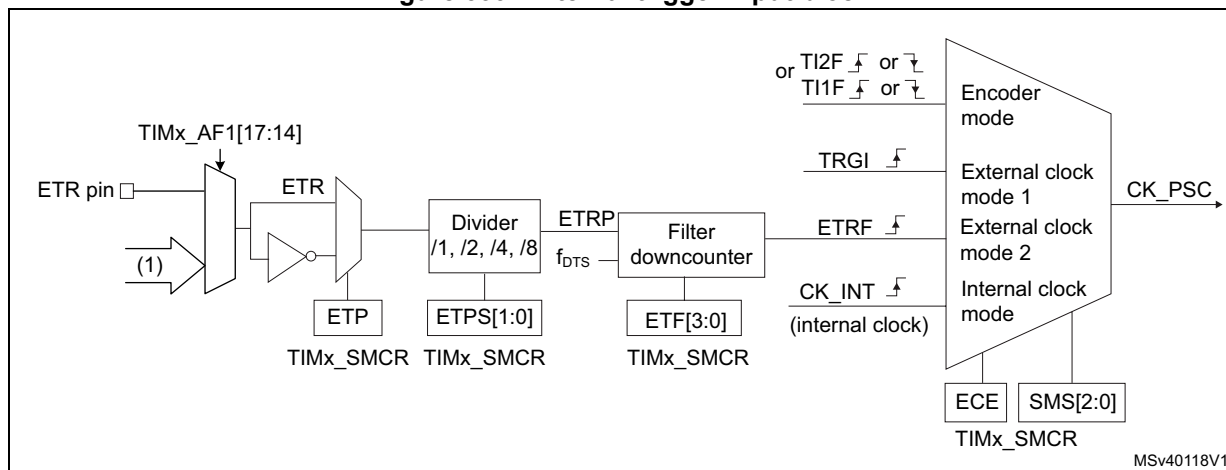 or TI2F or
TI1F or
Encoder
mode
TIMx_AF1[17:14]
TRGI
External clock
mode 1
CK_PSC
ETR pin
ETR
Divider
/1, /2, /4, /8
ETRP
Filter
downcounter
ETRF
External clock
mode 2
(1)
fDTS
CK_INT
(internal clock)
Internal clock
mode
ETP
ETPS[1:0]
ETF[3:0]
TIMx_SMCR
TIMx_SMCR
TIMx_SMCR
ECE
SMS[2:0]
TIMx_SMCR
MSv40118V1